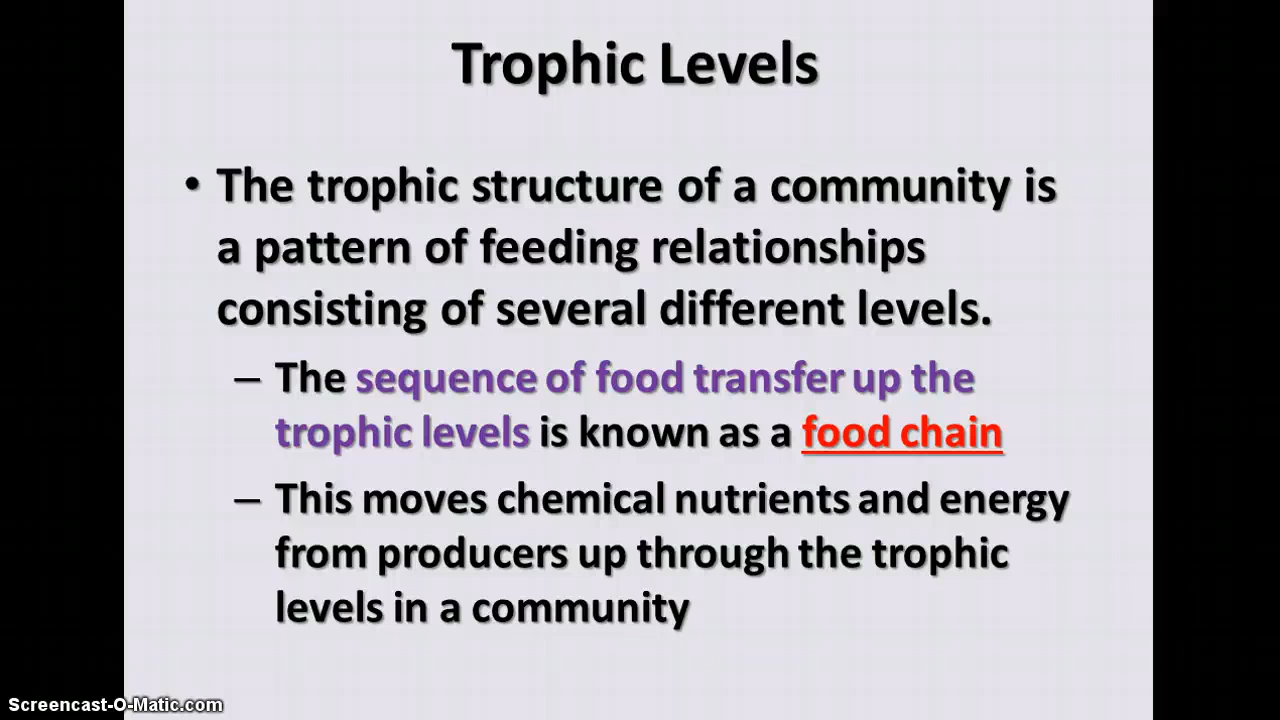 Trophic Levels
• The trophic structure of a community is
a pattern of feeding relationships
consisting of several different levels.
– The sequence of food transfer up the
trophic levels is known as a food chain
– This moves chemical nutrients and energy
from producers up through the trophic
levels in a community
Screencast-O-Matic.com